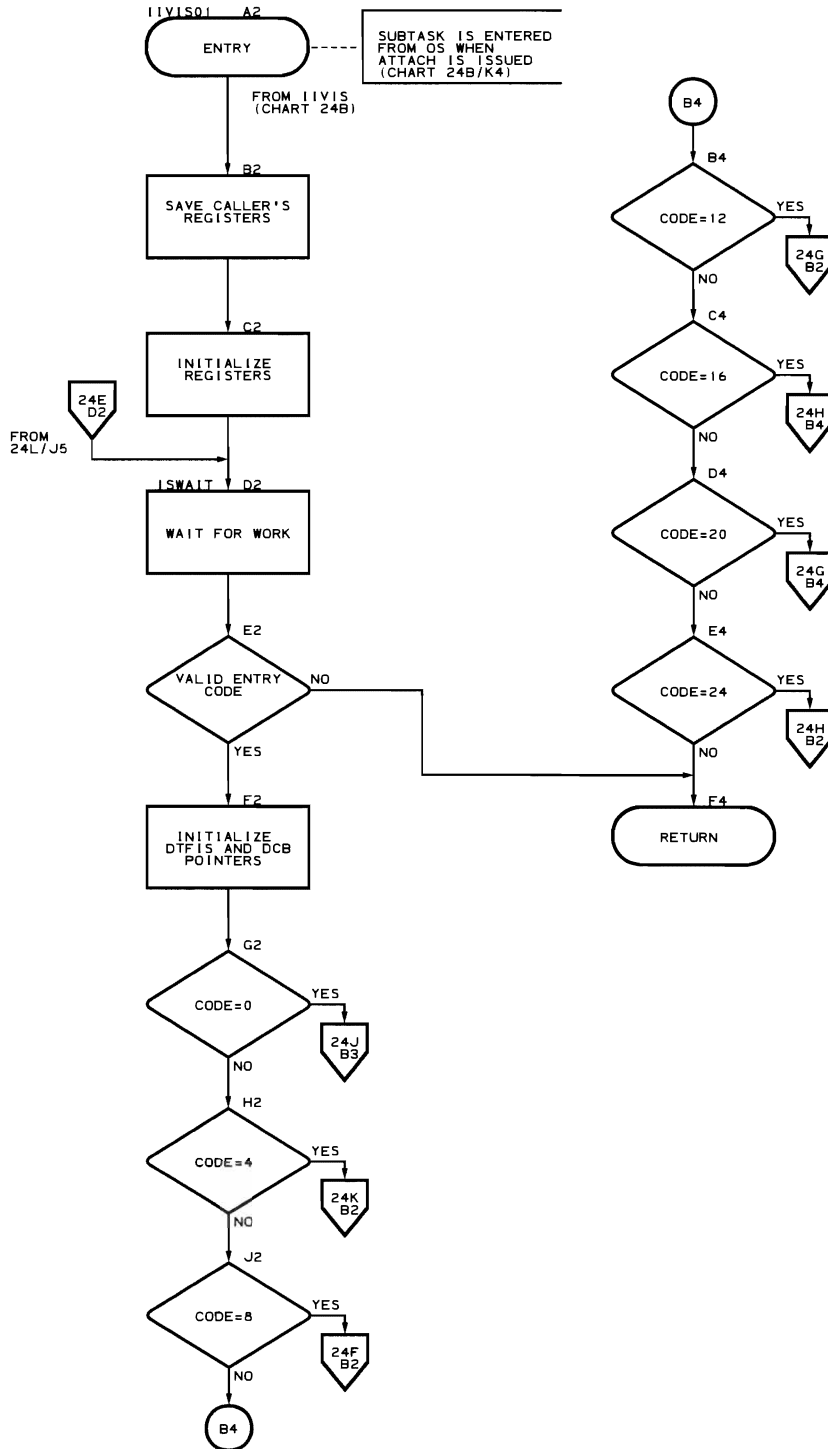 IIVIS01 A2
ENTRY
SUBTASK IS ENTERED
FROM OS WHEN
ATTACH IS ISSUED
(CHART 24B/K4)
FROM IIVIS
(CHART 24B)
B2
SAVE CALLER'S
REGISTERS
C2
INITIALIZE
REGISTERS
24E
D2
FROM
24L/J5
ISWAIT D2
WAIT FOR WORK
E2
VALID ENTRY
CODE
NO
YES
F2
INITIALIZE
DTFIS AND DCB
POINTERS
G2
CODE=0
YES
24J
B3
NO
H2
CODE=4
YES
24K
B2
NO
J2
CODE=8
YES
24F
B2
NO
B4
B4
B4
CODE=12
YES
24G
B2
NO
C4
CODE=16
YES
24H
B4
NO
D4
CODE=20
YES
24G
B4
NO
E4
CODE=24
YES
24H
B2
NO
F4
RETURN